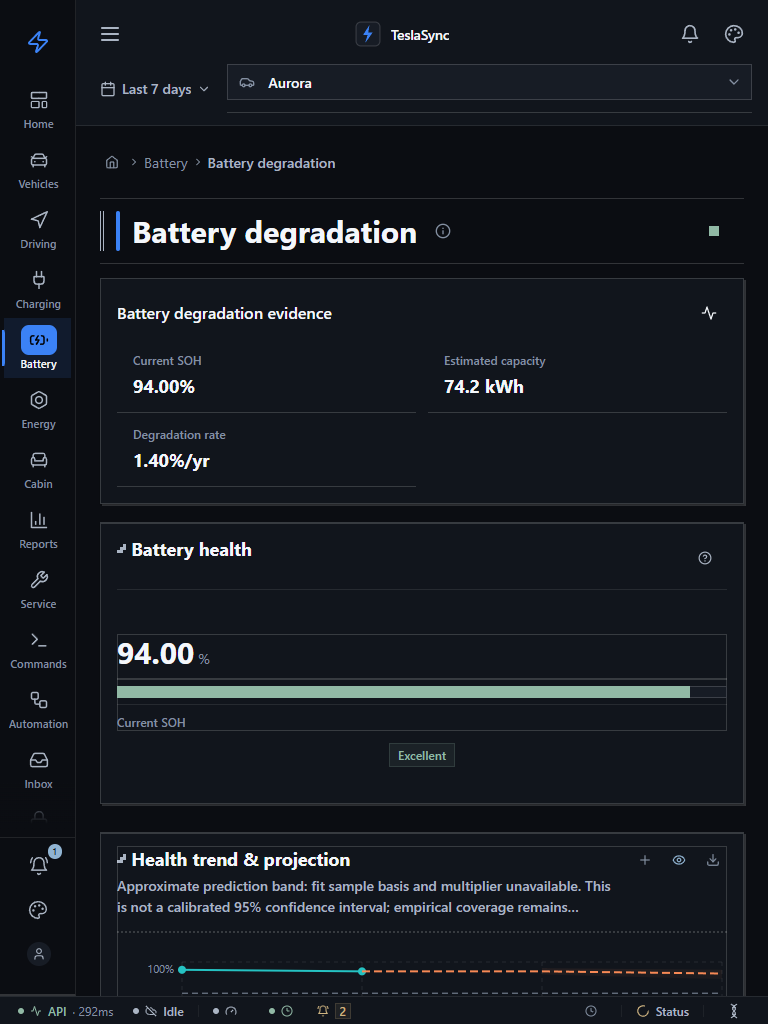 TeslaSync
Last 7 days
Aurora
Home
Vehicles
Driving
Charging
Battery
Energy
Cabin
Reports
Service
Commands
Automation
Inbox
1
Battery
Battery degradation
Battery degradation
Battery degradation evidence
Current SOH
94.00%
Estimated capacity
74.2 kWh
Degradation rate
1.40%/yr
Battery health
94.00 %
Current SOH
Excellent
Health trend & projection
Approximate prediction band: fit sample basis and multiplier unavailable. This
is not a calibrated 95% confidence interval; empirical coverage remains...
100%
API · 292ms
Idle
2
Status